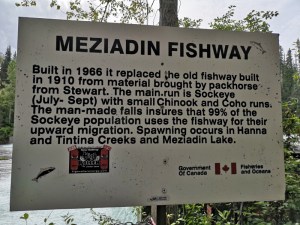 MEZIADIN FISHWAY
Built in 1966 it replaced the old fishway built
in 1910 from material brought by packhorse
from Stewart. The main-run is Sockeye
(July- Sept) with small Chinook and Coho runs.
The man-made falls insures that 99% of the
Sockeye population uses the fishway for their
upward migration. Spawning occurs in Hanna
and Tintina Creeks and Meziadin Lake.
Government Of Canada
Fisheries and Oceans